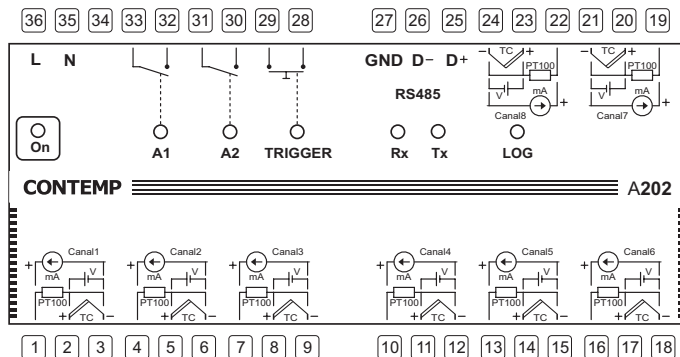 36 35 34 33 32 31 30 29 28 27 26 25 24 23 22 21 20 19
L N GND D- D+ - TC + - TC +
PT100 PT100
RS485 V mA + V mA +
Canal8 Canal7
On A1 A2 TRIGGER Rx Tx LOG
CONTEMP A202
Canal1 Canal2 Canal3 Canal4 Canal5 Canal6
+ mA V + mA V + mA V + mA V + mA V + mA V
PT100 PT100 PT100 PT100 PT100 PT100
+ TC - + TC - + TC - + TC - + TC - + TC -
1 2 3 4 5 6 7 8 9 10 11 12 13 14 15 16 17 18